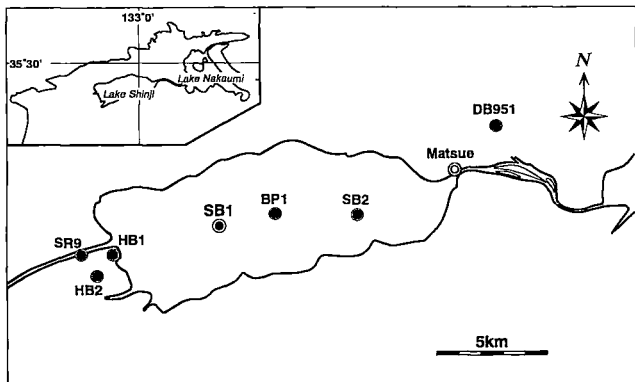 133°0'
35°30'
Lake Nakaumi
Lake Shinji
N
DB951
Matsue
SB1
BP1
SB2
SR9
HB1
HB2
5km